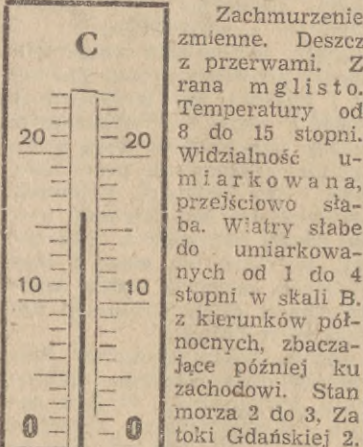 C
20 20
10 10
0 0
Zachmurzenie
zmienne. Deszcz
z przerwami. Z
rana mglisto.
Temperatury od
8 do 15 stopni.
Widzialność u-
miarkowana,
przejściowo sła-
ba. Wiatry słabe
do umiarkowa-
nych od 1 do 4
stopni w skali B.
z kierunków pół-
nocnych, zbacza-
jące później ku
zachodowi. Stan
morza 2 do 3, Za
toki Gdańskiej 2.